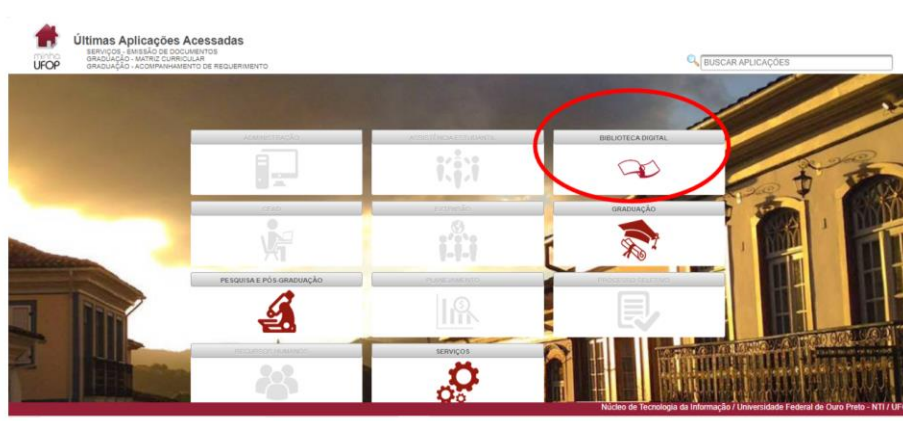 Últimas Aplicações Acessadas
SERVIÇOS - EMISSÃO DE DOCUMENTOS
GRADUAÇÃO - MATRIZ CURRICULAR
GRADUAÇÃO - ACOMPANHAMENTO DE REQUERIMENTO
minha
UFOP
BUSCAR APLICAÇÕES
ADMINISTRAÇÃO
ASSISTÊNCIA ESTUDANTIL
BIBLIOTECA DIGITAL
CEAD
EXTENSÃO
GRADUAÇÃO
PESQUISA E PÓS GRADUAÇÃO
PLANEJAMENTO
PROCESSO SELETIVO
RECURSOS HUMANOS
SERVIÇOS
Núcleo de Tecnologia da Informação / Universidade Federal de Ouro Preto - NTI / UF